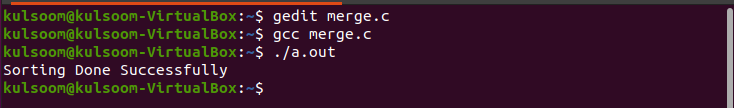 kulsoom@kulsoom-VirtualBox:~$ gedit merge.c
kulsoom@kulsoom-VirtualBox:~$ gcc merge.c
kulsoom@kulsoom-VirtualBox:~$ ./a.out
Sorting Done Successfully
kulsoom@kulsoom-VirtualBox:~$